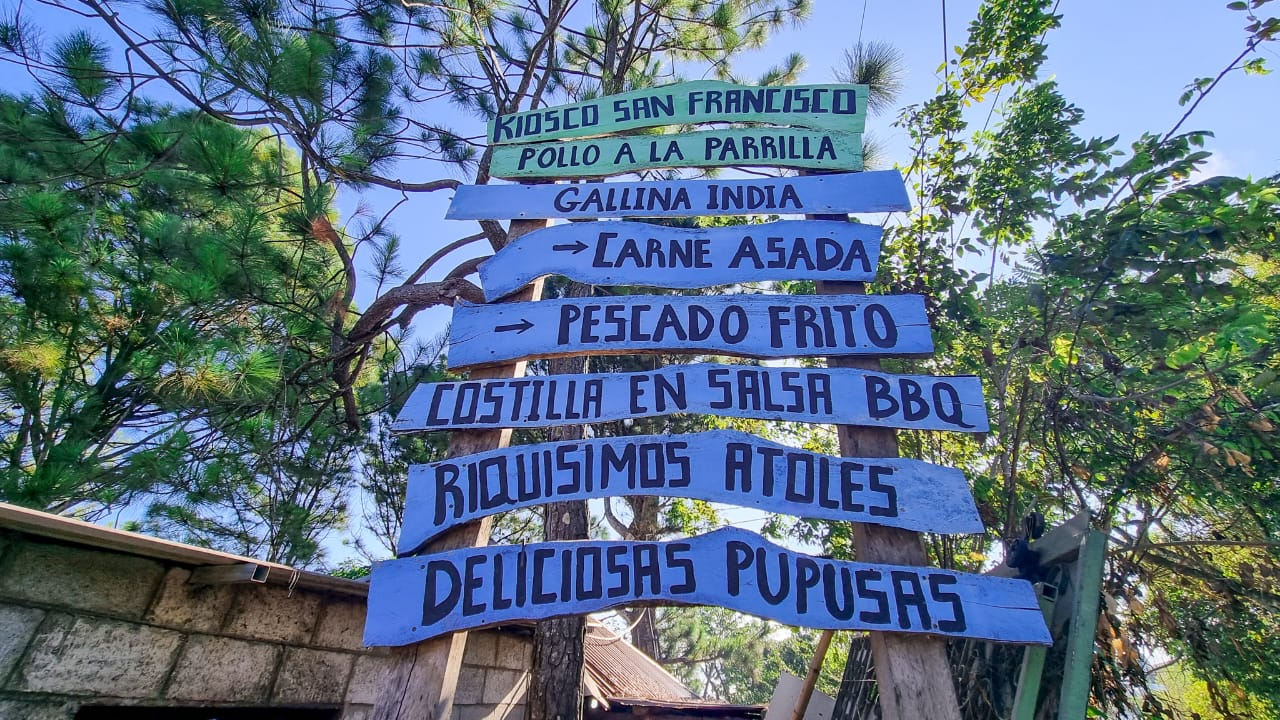 KIOSCO SAN FRANCISCO
POLLO A LA PARRILLA
GALLINA INDIA
→ CARNE ASADA
→ PESCADO FRITO
COSTILLA EN SALSA BBQ
RIQUISIMOS ATOLES
DELICIOSAS PUPUSAS